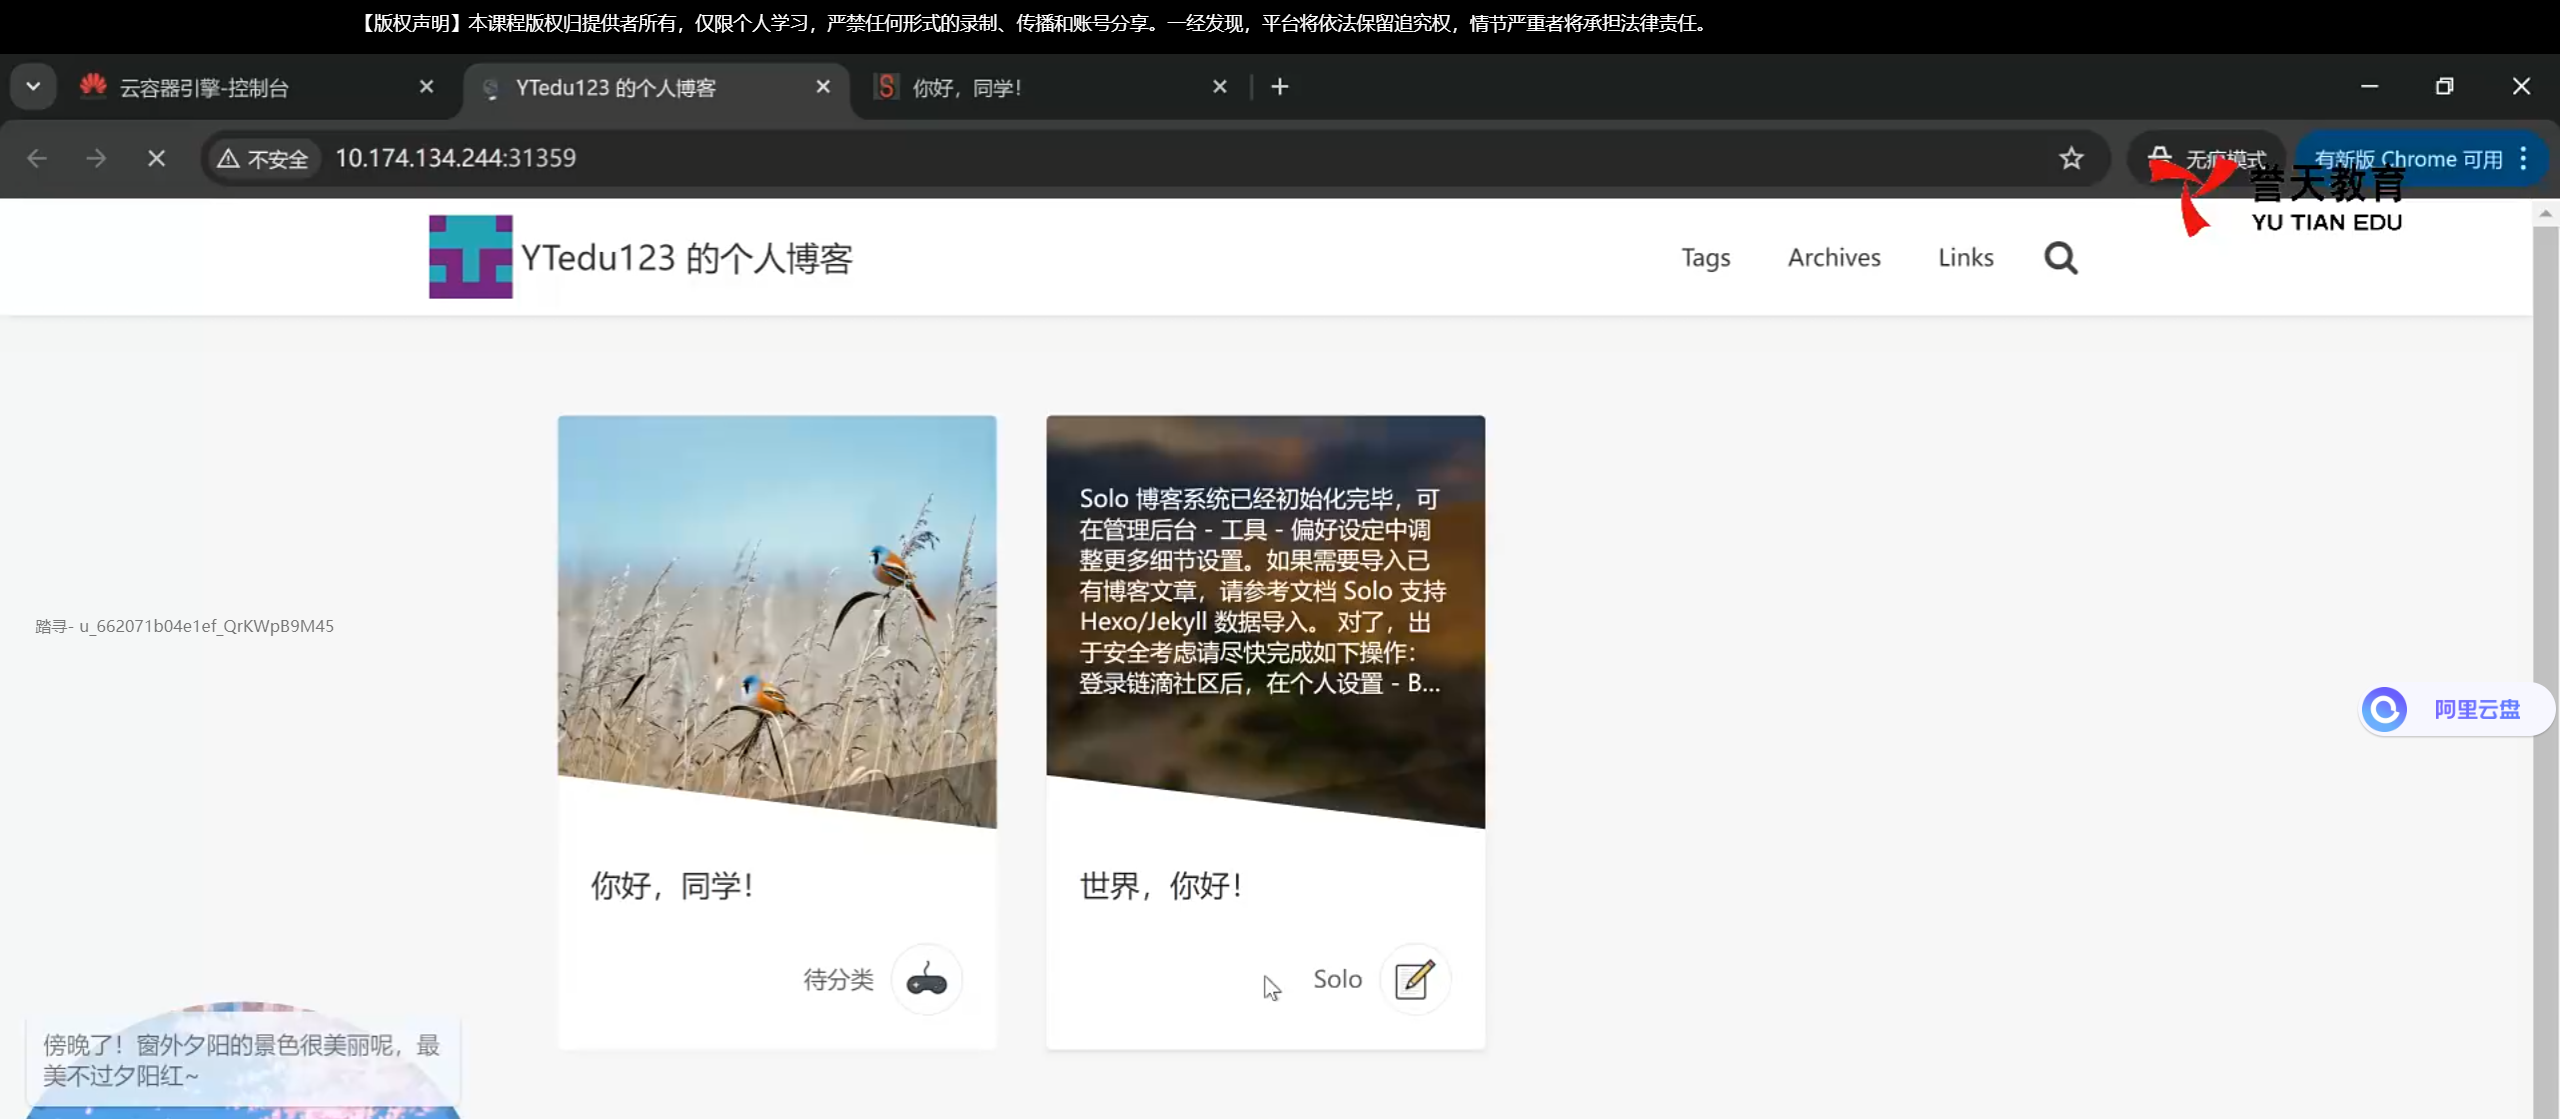 【版权声明】本课程版权归提供者所有，仅限个人学习，严禁任何形式的录制、传播和账号分享。一经发现，平台将依法保留追究权，情节严重者将承担法律责任。
云容器引擎-控制台
YTedu123 的个人博客
你好，同学！
不安全
10.174.134.244:31359
无痕模式
有新版 Chrome 可用
誉天教育
YU TIAN EDU
YTedu123 的个人博客
Tags
Archives
Links
Solo 博客系统已经初始化完毕，可
在管理后台 - 工具 - 偏好设定中调
整更多细节设置。如果需要导入已
有博客文章，请参考文档 Solo 支持
Hexo/Jekyll 数据导入。 对了，出
于安全考虑请尽快完成如下操作：
登录链滴社区后，在个人设置 - B...
踏寻- u_662071b04e1ef_QrKWpB9M45
阿里云盘
你好，同学！
世界，你好！
待分类
Solo
傍晚了！窗外夕阳的景色很美丽呢，最
美不过夕阳红~